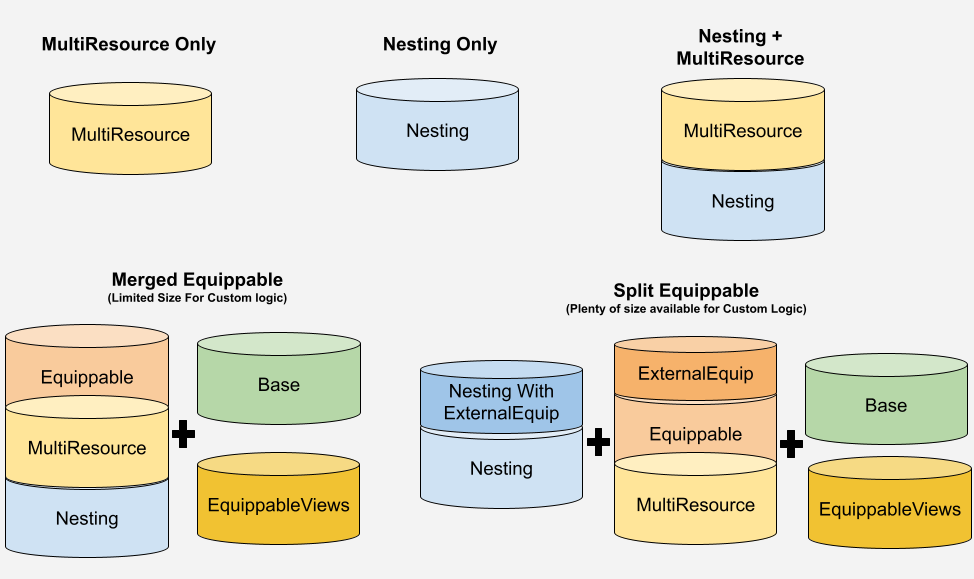 MultiResource Only
MultiResource
Nesting Only
Nesting
Nesting +
MultiResource
MultiResource
Nesting
Merged Equippable
(Limited Size For Custom logic)
Equippable
MultiResource
Nesting
Base
EquippableViews
Split Equippable
(Plenty of size available for Custom Logic)
Nesting With
ExternalEquip
Nesting
ExternalEquip
Equippable
MultiResource
Base
EquippableViews